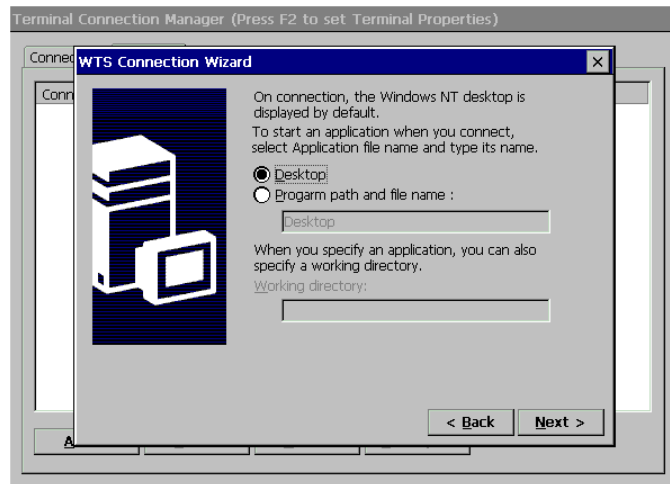 Terminal Connection Manager (Press F2 to set Terminal Properties)
WTS Connection Wizard
On connection, the Windows NT desktop is
displayed by default.
To start an application when you connect,
select Application file name and type its name.
Desktop
Progarm path and file name :
Desktop
When you specify an application, you can also
specify a working directory.
Working directory:
< Back
Next >